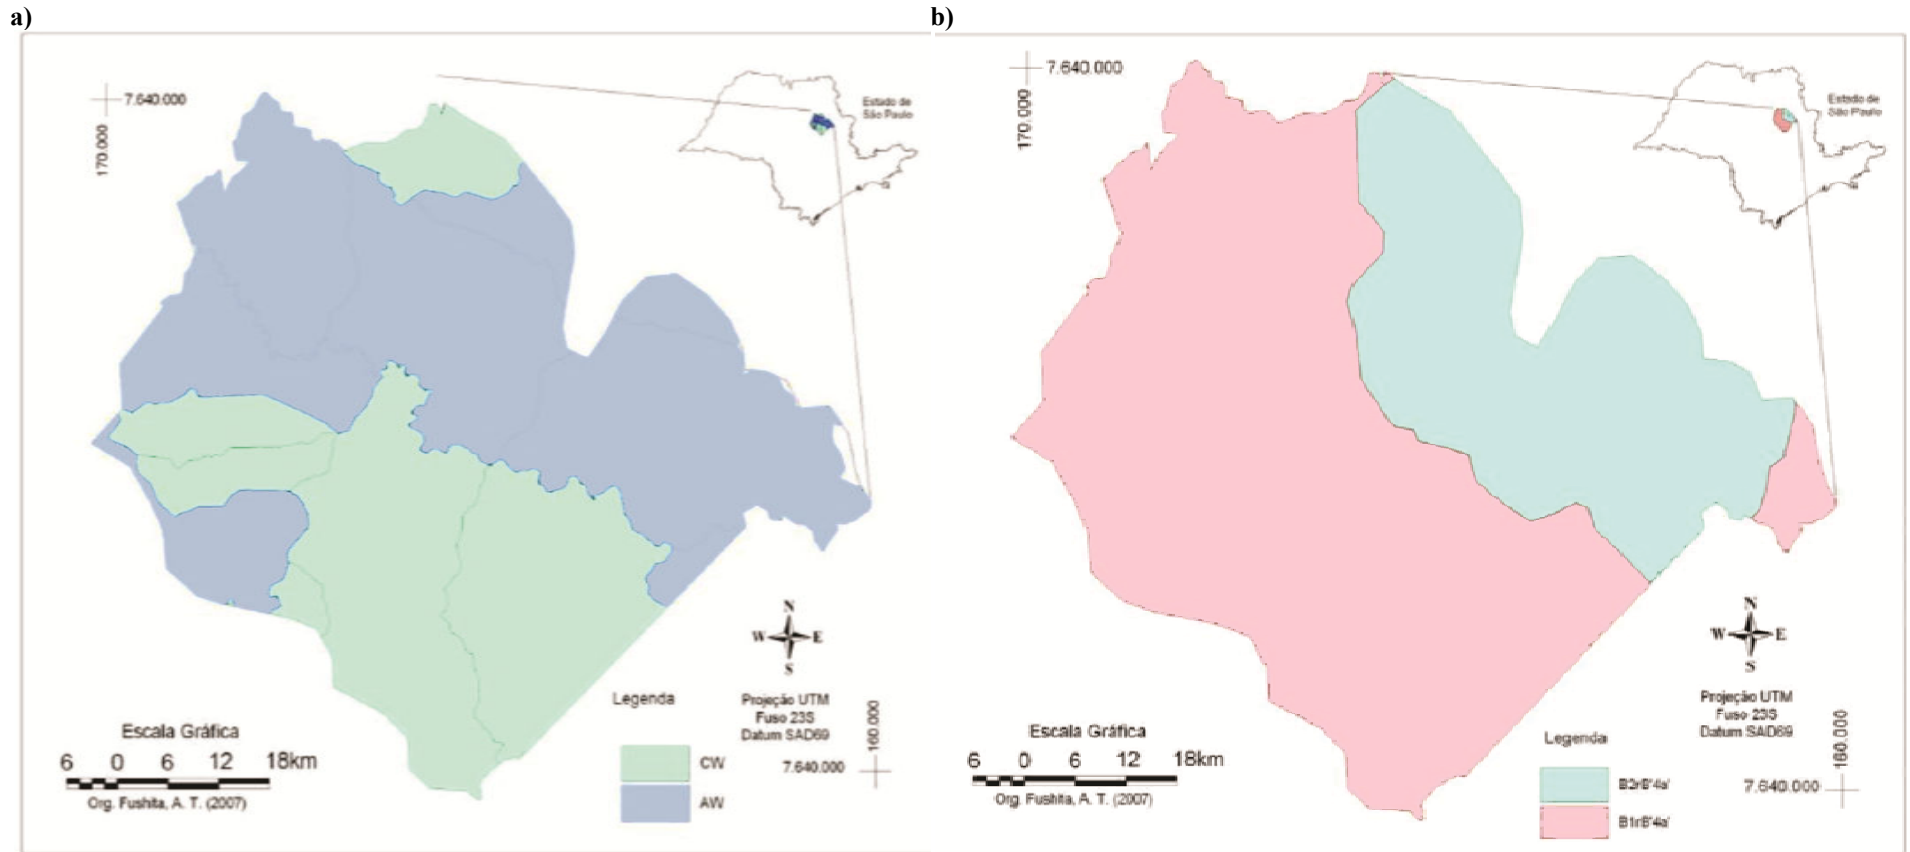 a)
7.640.000
170.000
Estado de
São Paulo
N
W E
S
Legenda
Projeção UTM
Fuso 23S
Datum SAD69
160.000
7.640.000
Escala Gráfica
6 0 6 12 18km
Org. Fushita, A. T. (2007)
CW
AW
b)
7.640.000
170.000
Estado de
São Paulo
N
W E
S
Projeção UTM
Fuso 23S
Datum SAD69
160.000
7.640.000
Escala Gráfica
6 0 6 12 18km
Org. Fushita, A. T. (2007)
Legenda
B2rB'4a'
B1rB'4a'